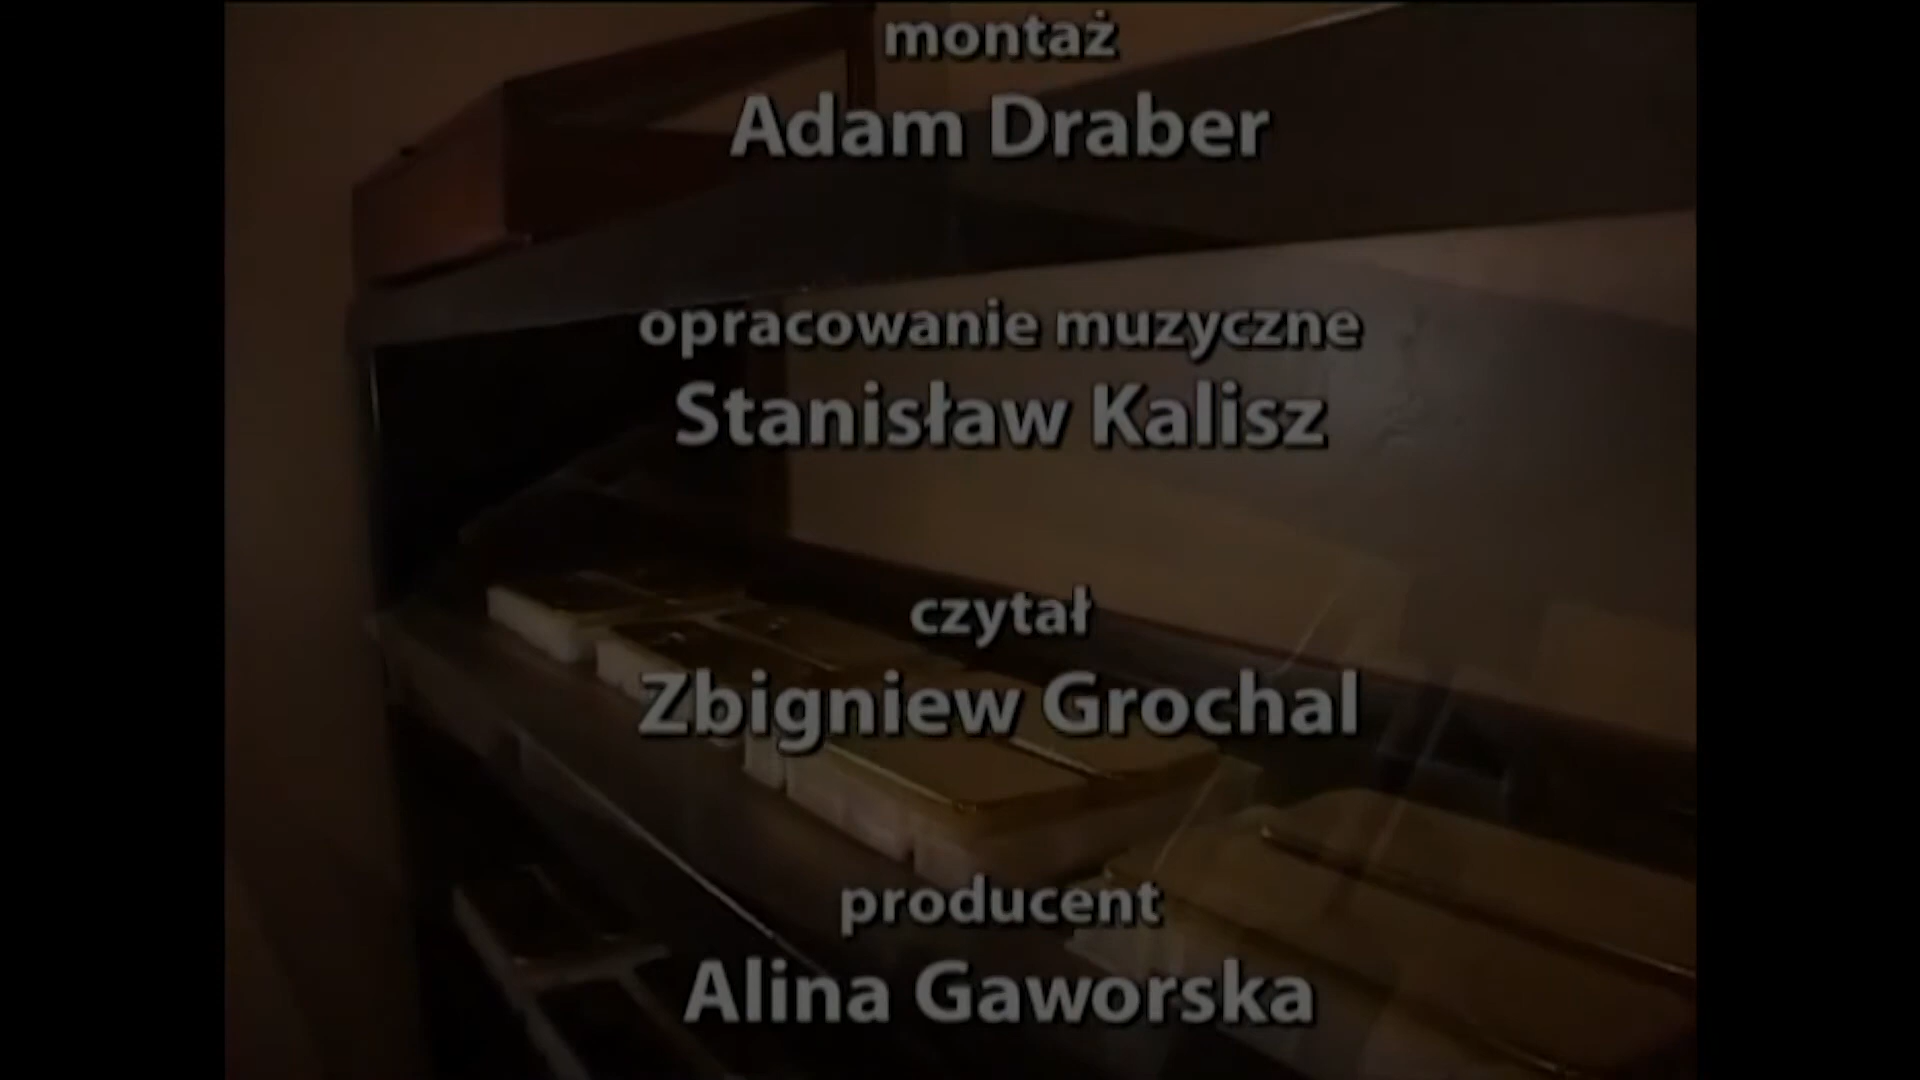 montaż
Adam Draber
opracowanie muzyczne
Stanisław Kalisz
czytał
Zbigniew Grochal
producent
Alina Gaworska